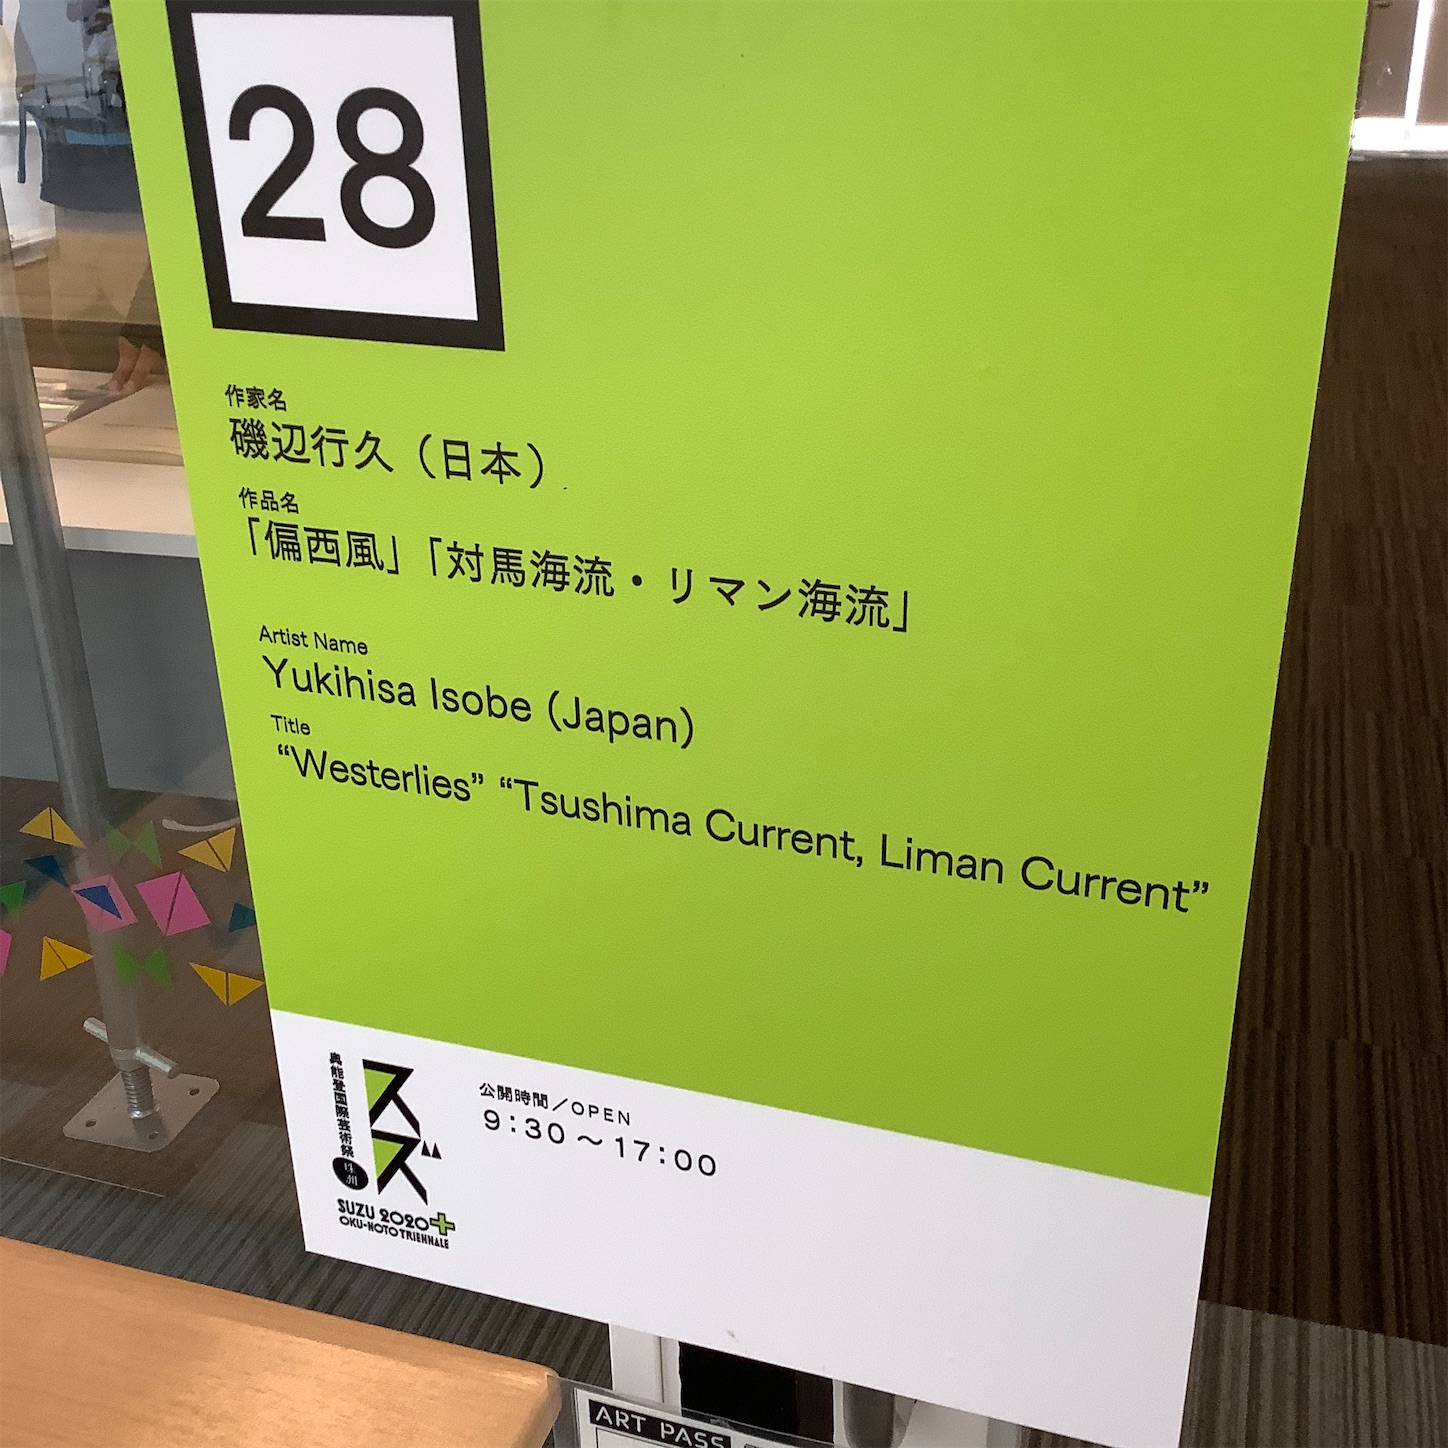 28
作家名
磯辺行久（日本）
作品名
「偏西風」「対馬海流・リマン海流」
Artist Name
Yukihisa Isobe (Japan)
Title
“Westerlies” “Tsushima Current, Liman Current”
奥能登国際芸術祭
珠洲
スズ
SUZU 2020+
OKU-NOTO TRIENNALE
公開時間／OPEN
9:30～17:00
ART PASS